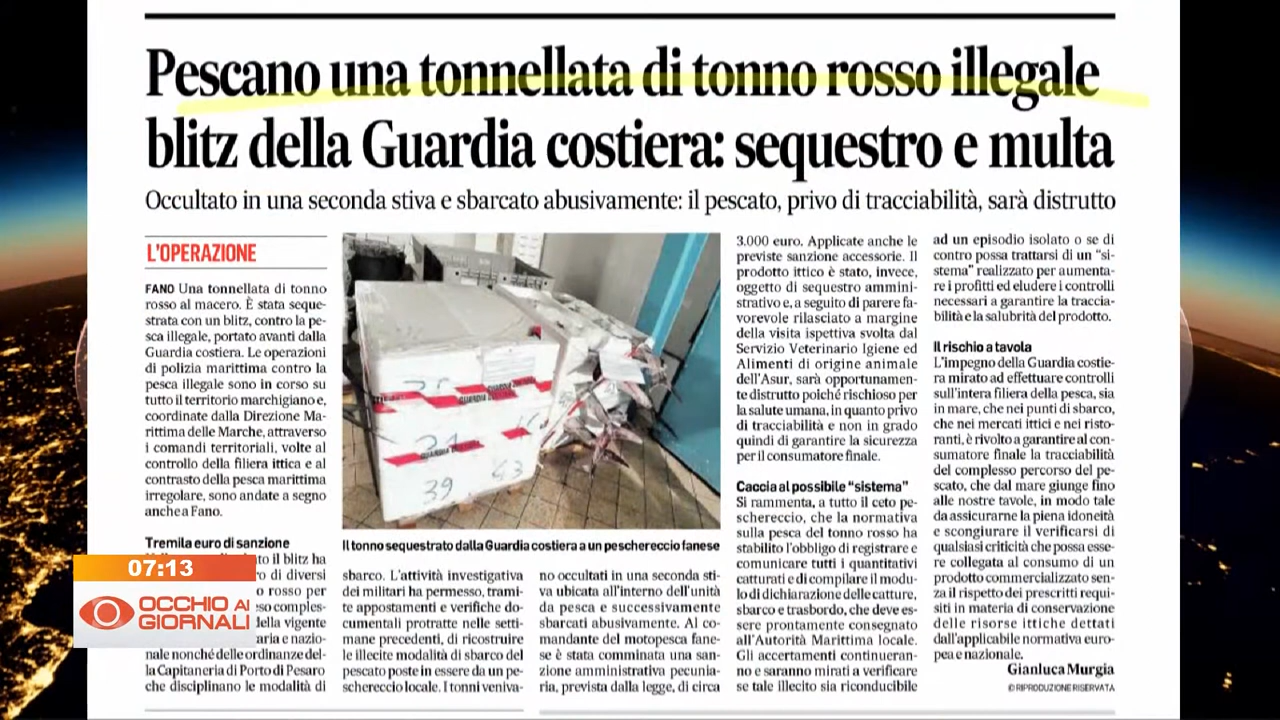 Pescano una tonnellata di tonno rosso illegale
blitz della Guardia costiera: sequestro e multa
Occultato in una seconda stiva e sbarcato abusivamente: il pescato, privo di tracciabilità, sarà distrutto
L'OPERAZIONE
FANO Una tonnellata di tonno
rosso al macero. È stata seque-
strata con un blitz, contro la pe-
sca illegale, portato avanti dalla
Guardia costiera. Le operazioni
di polizia marittima contro la
pesca illegale sono in corso su
tutto il territorio marchigiano e,
coordinate dalla Direzione Ma-
rittima delle Marche, attraverso
i comandi territoriali, volte al
controllo della filiera ittica e al
contrasto della pesca marittima
irregolare, sono andate a segno
anche a Fano.
Tremila euro di sanzione
to il blitz ha
di diversi
o rosso per
so comples-
della vigente
aria e nazio-
nale nonché delle ordinanze del-
la Capitaneria di Porto di Pesaro
che disciplinano le modalità di
Il tonno sequestrato dalla Guardia costiera a un peschereccio fanese
sbarco. L'attività investigativa
dei militari ha permesso, trami-
te appostamenti e verifiche do-
cumentali protratte nelle setti-
mane precedenti, di ricostruire
le illecite modalità di sbarco del
pescato poste in essere da un pe-
schereccio locale. I tonni veniva-
no occultati in una seconda sti-
va ubicata all'interno dell'unità
da pesca e successivamente
sbarcati abusivamente. Al co-
mandante del motopesca fane-
se è stata comminata una san-
zione amministrativa pecunia-
ria, prevista dalla legge, di circa
3.000 euro. Applicate anche le
previste sanzione accessorie. Il
prodotto ittico è stato, invece,
oggetto di sequestro ammini-
strativo e, a seguito di parere fa-
vorevole rilasciato a margine
della visita ispettiva svolta dal
Servizio Veterinario Igiene ed
Alimenti di origine animale
dell'Asur, sarà opportunamen-
te distrutto poiché rischioso per
la salute umana, in quanto privo
di tracciabilità e non in grado
quindi di garantire la sicurezza
per il consumatore finale.
Caccia al possibile “sistema”
Si rammenta, a tutto il ceto pe-
schereccio, che la normativa
sulla pesca del tonno rosso ha
stabilito l'obbligo di registrare e
comunicare tutti i quantitativi
catturati e di compilare il modu-
lo di dichiarazione delle catture,
sbarco e trasbordo, che deve es-
sere prontamente consegnato
all'Autorità Marittima locale.
Gli accertamenti continueran-
no e saranno mirati a verificare
se tale illecito sia riconducibile
ad un episodio isolato o se di
contro possa trattarsi di un “si-
stema” realizzato per aumenta-
re i profitti ed eludere i controlli
necessari a garantire la traccia-
bilità e la salubrità del prodotto.
Il rischio a tavola
L'impegno della Guardia costie-
ra mirato ad effettuare controlli
sull'intera filiera della pesca, sia
in mare, che nei punti di sbarco,
che nei mercati ittici e nei risto-
ranti, è rivolto a garantire al con-
sumatore finale la tracciabilità
del complesso percorso del pe-
scato, che dal mare giunge fino
alle nostre tavole, in modo tale
da assicurarne la piena idoneità
e scongiurare il verificarsi di
qualsiasi criticità che possa esse-
re collegata al consumo di un
prodotto commercializzato sen-
za il rispetto dei prescritti requi-
siti in materia di conservazione
delle risorse ittiche dettati
dall'applicabile normativa euro-
pea e nazionale.
Gianluca Murgia
© RIPRODUZIONE RISERVATA
39
43
07:13
OCCHIO AI
GIORNALI